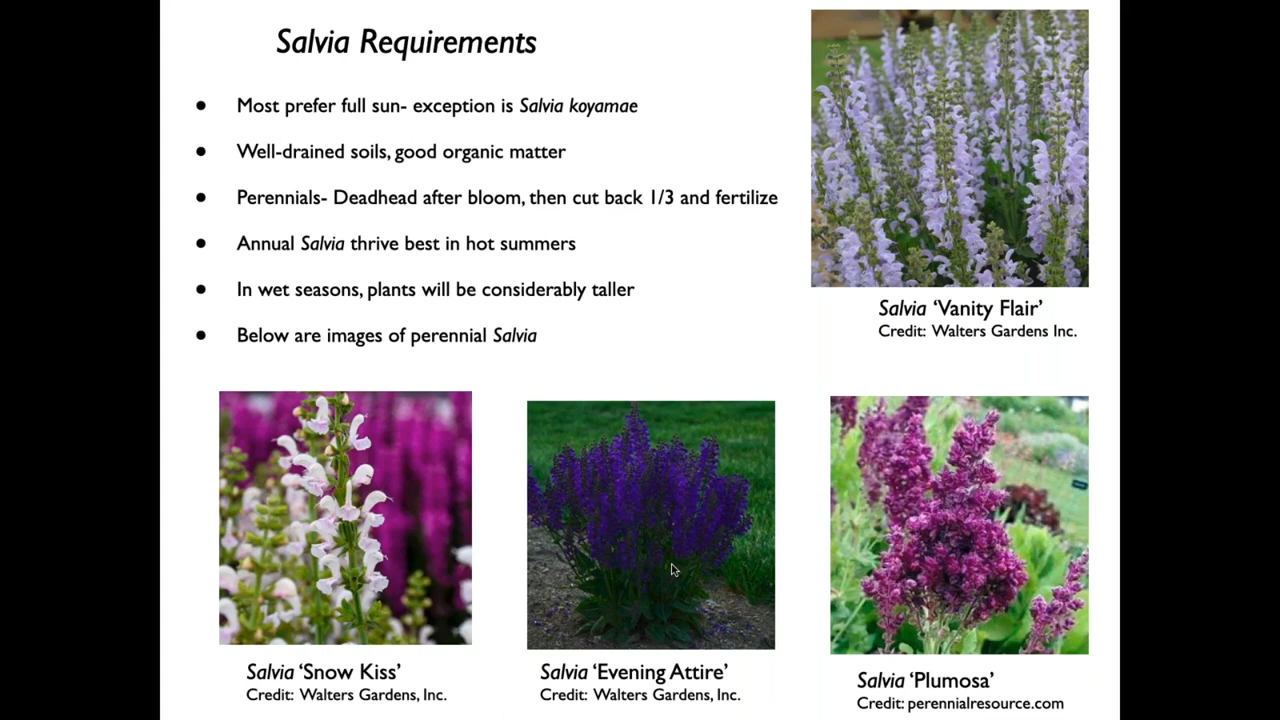 Salvia Requirements
● Most prefer full sun- exception is Salvia koyamae
● Well-drained soils, good organic matter
● Perennials- Deadhead after bloom, then cut back 1/3 and fertilize
● Annual Salvia thrive best in hot summers
● In wet seasons, plants will be considerably taller
● Below are images of perennial Salvia
Salvia ‘Vanity Flair’
Credit: Walters Gardens Inc.
Salvia ‘Snow Kiss’
Credit: Walters Gardens, Inc.
Salvia ‘Evening Attire’
Credit: Walters Gardens, Inc.
Salvia ‘Plumosa’
Credit: perennialresource.com